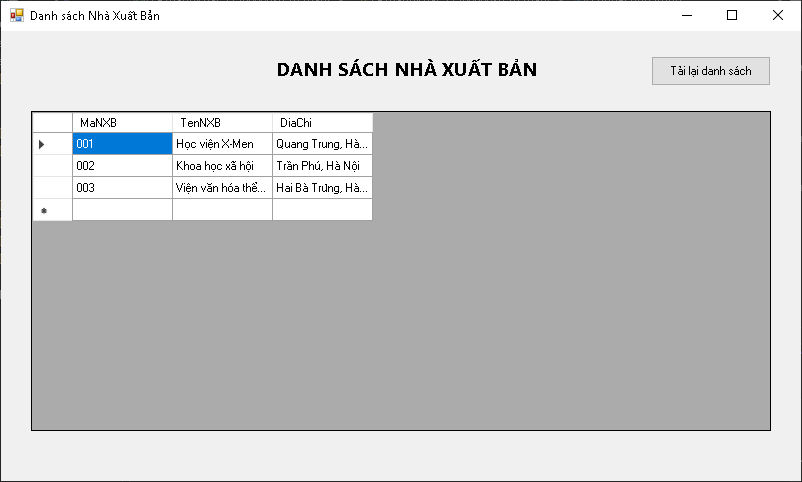 Danh sách Nhà Xuất Bản
DANH SÁCH NHÀ XUẤT BẢN
Tải lại danh sách
MaNXB TenNXB DiaChi
001 Học viện X-Men Quang Trung, Hà...
002 Khoa học xã hội Trần Phú, Hà Nội
003 Viện văn hóa thể... Hai Bà Trưng, Hà...